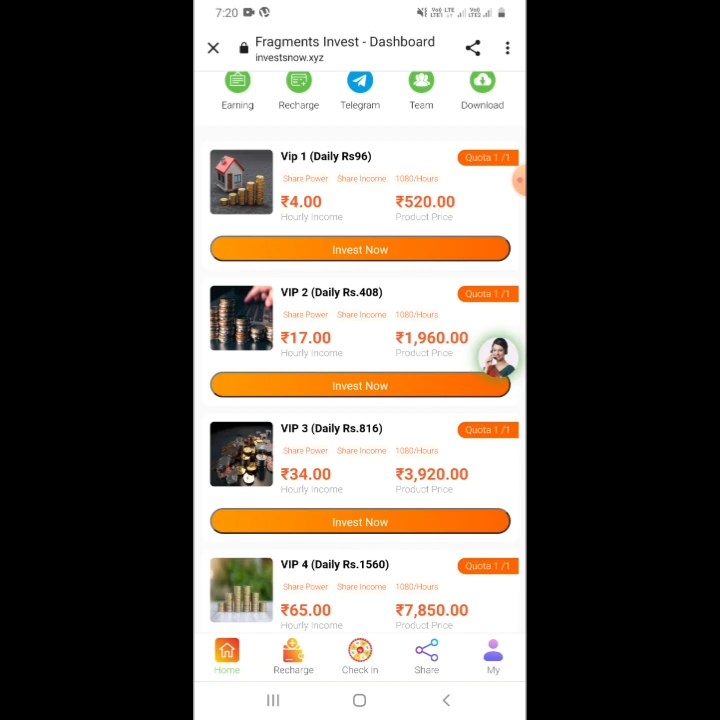 7:20
Vo) LTE LTE1 Vo) LTE2
Fragments Invest - Dashboard
investsnow.xyz
Earning Recharge Telegram Team Download
Vip 1 (Daily Rs96) Quota 1 /1
Share Power Share Income 1080/Hours
₹4.00 ₹520.00
Hourly Income Product Price
Invest Now
VIP 2 (Daily Rs.408) Quota 1 /1
Share Power Share Income 1080/Hours
₹17.00 ₹1,960.00
Hourly Income Product Price
Invest Now
VIP 3 (Daily Rs.816) Quota 1 /1
Share Power Share Income 1080/Hours
₹34.00 ₹3,920.00
Hourly Income Product Price
Invest Now
VIP 4 (Daily Rs.1560) Quota 1 /1
Share Power Share Income 1080/Hours
₹65.00 ₹7,850.00
Hourly Income Product Price
Home Recharge Check in Share My